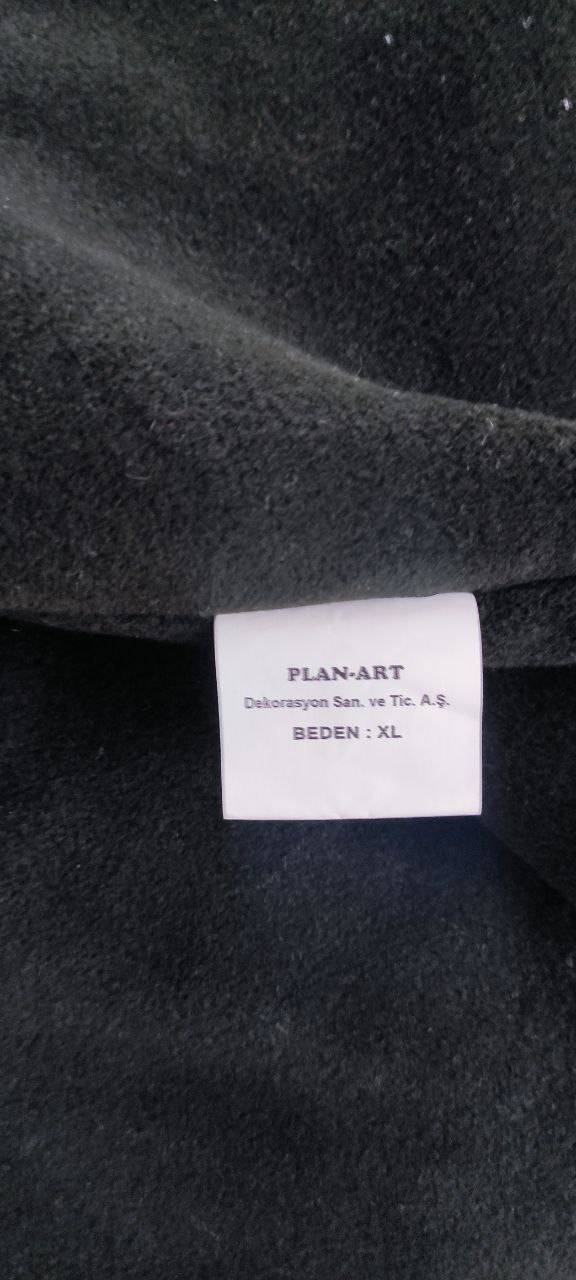 PLAN-ART
Dekorasyon San. ve Tic. A.Ş.
BEDEN : XL